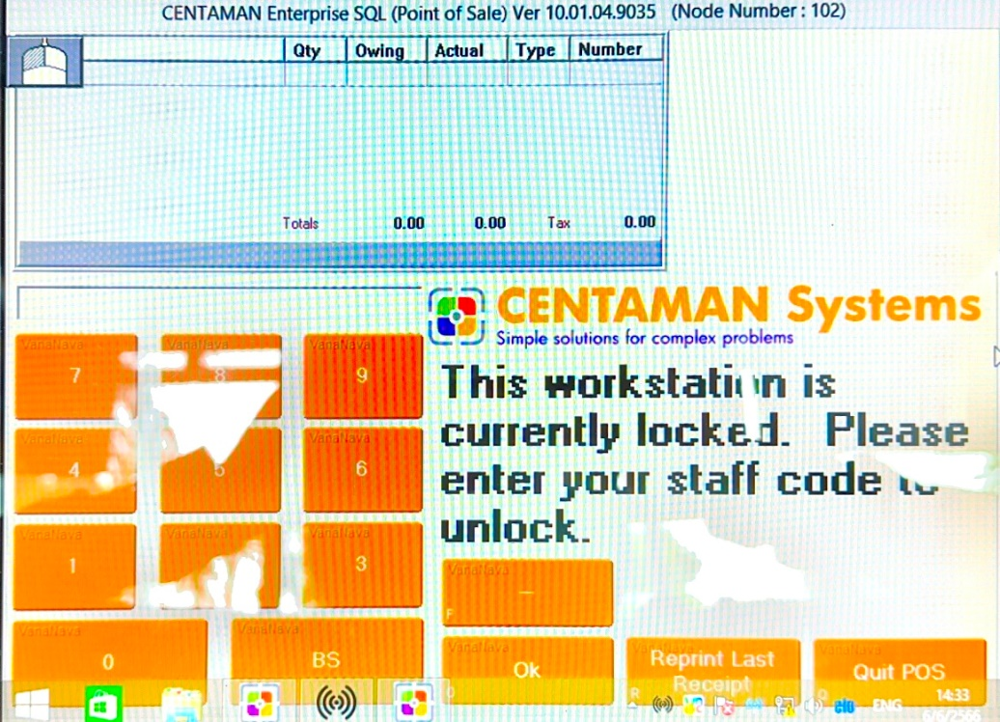 CENTAMAN Enterprise SQL (Point of Sale) Ver 10.01.04.9035 (Node Number : 102)
Qty Owing Actual Type Number
Totals 0.00 0.00 Tax 0.00
CENTAMAN Systems
Simple solutions for complex problems
This workstation is
currently locked. Please
enter your staff code to
unlock.
VanaNava VanaNava VanaNava
7 8 9
VanaNava VanaNava
4 5 6
VanaNava VanaNava VanaNava
1 3
VanaNava
–
F
VanaNava VanaNava
0 BS
VanaNava
Ok
Reprint Last
Receipt
R
VanaNava
Quit POS
Q
ENG
14:33